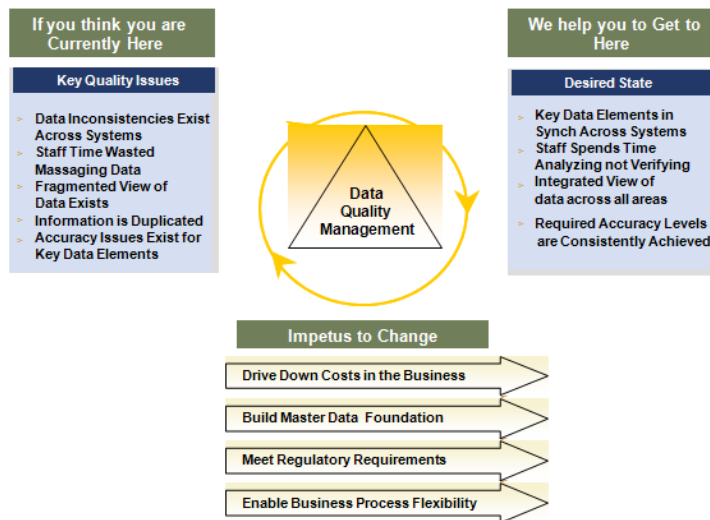 If you think you are
Currently Here
Key Quality Issues
Data Inconsistencies Exist
Across Systems
Staff Time Wasted
Massaging Data
Fragmented View of
Data Exists
Information is Duplicated
Accuracy Issues Exist for
Key Data Elements
Data
Quality
Management
We help you to Get to
Here
Desired State
Key Data Elements in
Synch Across Systems
Staff Spends Time
Analyzing not Verifying
Integrated View of
data across all areas
Required Accuracy Levels
are Consistently Achieved
Impetus to Change
Drive Down Costs in the Business
Build Master Data Foundation
Meet Regulatory Requirements
Enable Business Process Flexibility